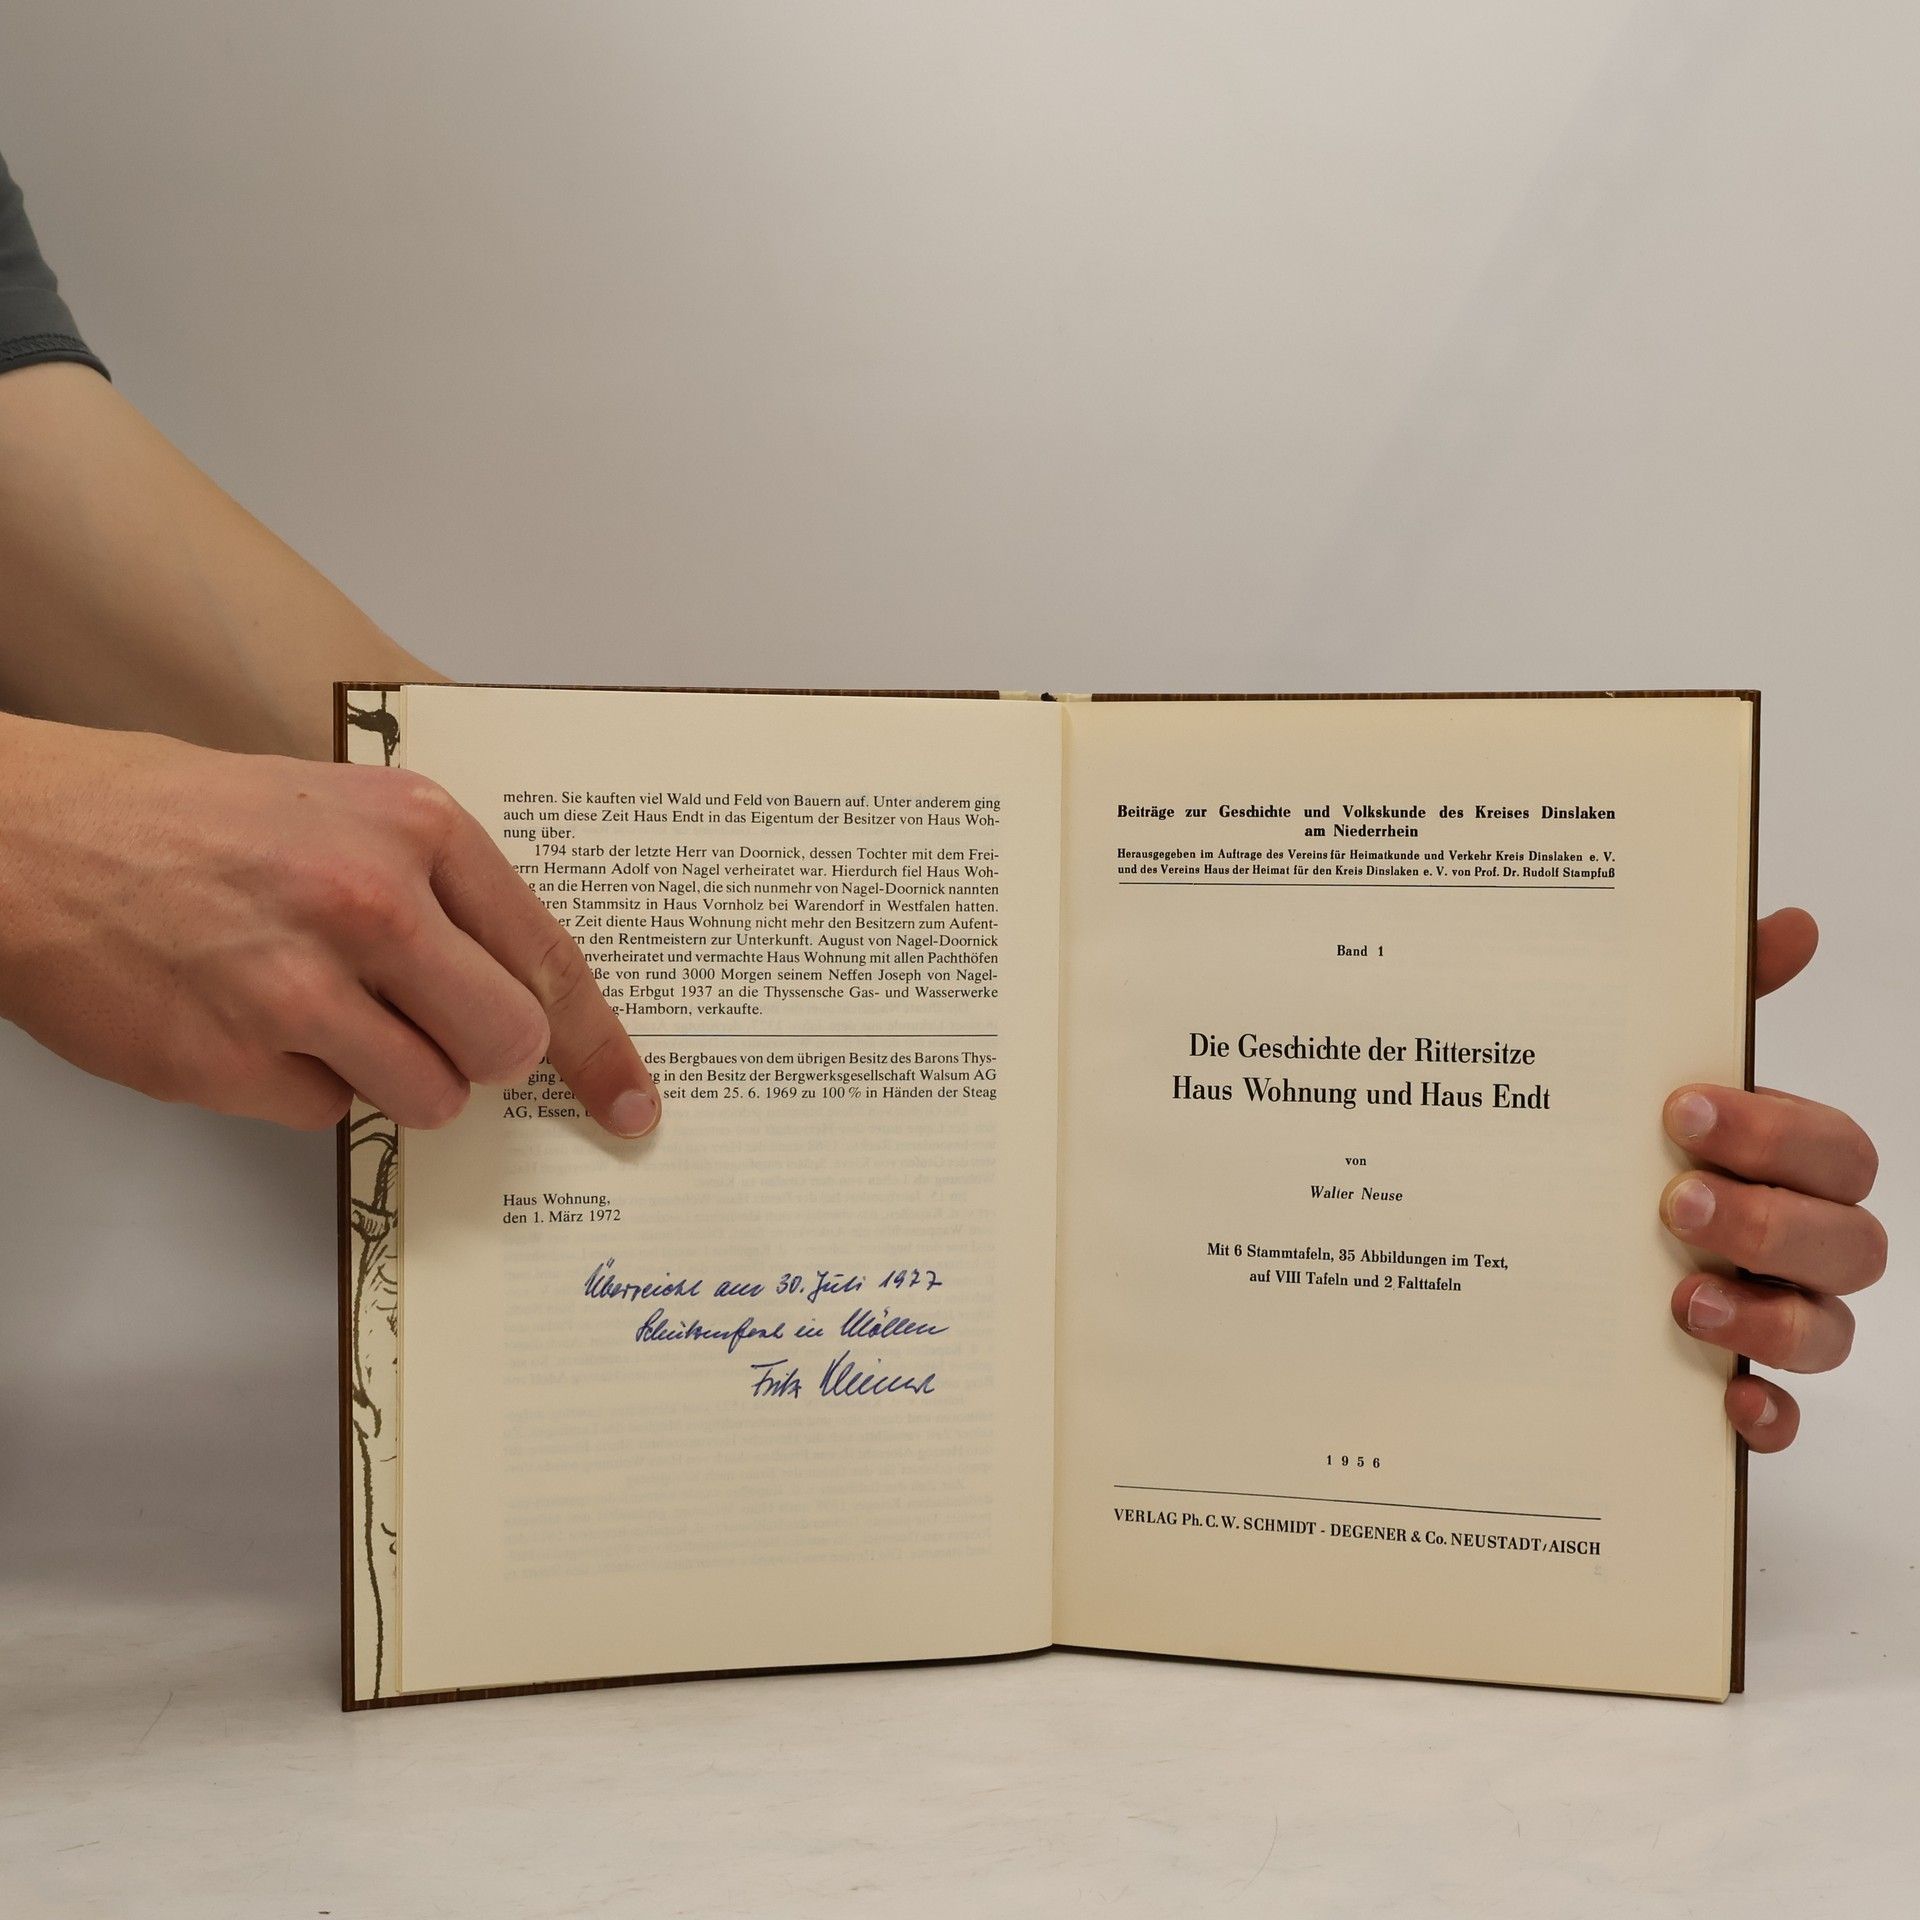 mehren. Sie kauften viel Wald und Feld von Bauern auf. Unter anderem ging
auch um diese Zeit Haus Endt in das Eigentum der Besitzer von Haus Woh-
nung über.
1794 starb der letzte Herr van Doornick, dessen Tochter mit dem Frei-
Hermann Adolf von Nagel verheiratet war. Hierdurch fiel Haus Woh-
an die Herren von Nagel, die sich nunmehr von Nagel-Doornick nannten
Stammsitz in Haus Vornholz bei Warendorf in Westfalen hatten.
Zeit diente Haus Wohnung nicht mehr den Besitzern zum Aufent-
den Rentmeistern zur Unterkunft. August von Nagel-Doornick
und vermachte Haus Wohnung mit allen Pachthöfen
von rund 3000 Morgen seinem Neffen Joseph von Nagel-
das Erbgut 1937 an die Thyssensche Gas- und Wasserwerke
-Hamborn, verkaufte.
des Bergbaues von dem übrigen Besitz des Barons Thys-
ging in den Besitz der Bergwerksgesellschaft Walsum AG
über, seit dem 25. 6. 1969 zu 100 % in Händen der Steag
AG, Essen,
Haus Wohnung,
den 1. März 1972
Überreicht am 30. Juli 1977
Schützenfest in Möllen
Fritz
Beiträge zur Geschichte und Volkskunde des Kreises Dinslaken
am Niederrhein
Herausgegeben im Auftrage des Vereins für Heimatkunde und Verkehr Kreis Dinslaken e. V.
und des Vereins Haus der Heimat für den Kreis Dinslaken e. V. von Prof. Dr. Rudolf Stampfuß
Band 1
Die Geschichte der Rittersitze
Haus Wohnung und Haus Endt
von
Walter Neuse
Mit 6 Stammtafeln, 35 Abbildungen im Text,
auf VIII Tafeln und 2 Falttafeln
1956
VERLAG Ph. C. W. SCHMIDT - DEGENER & Co. NEUSTADT/AISCH